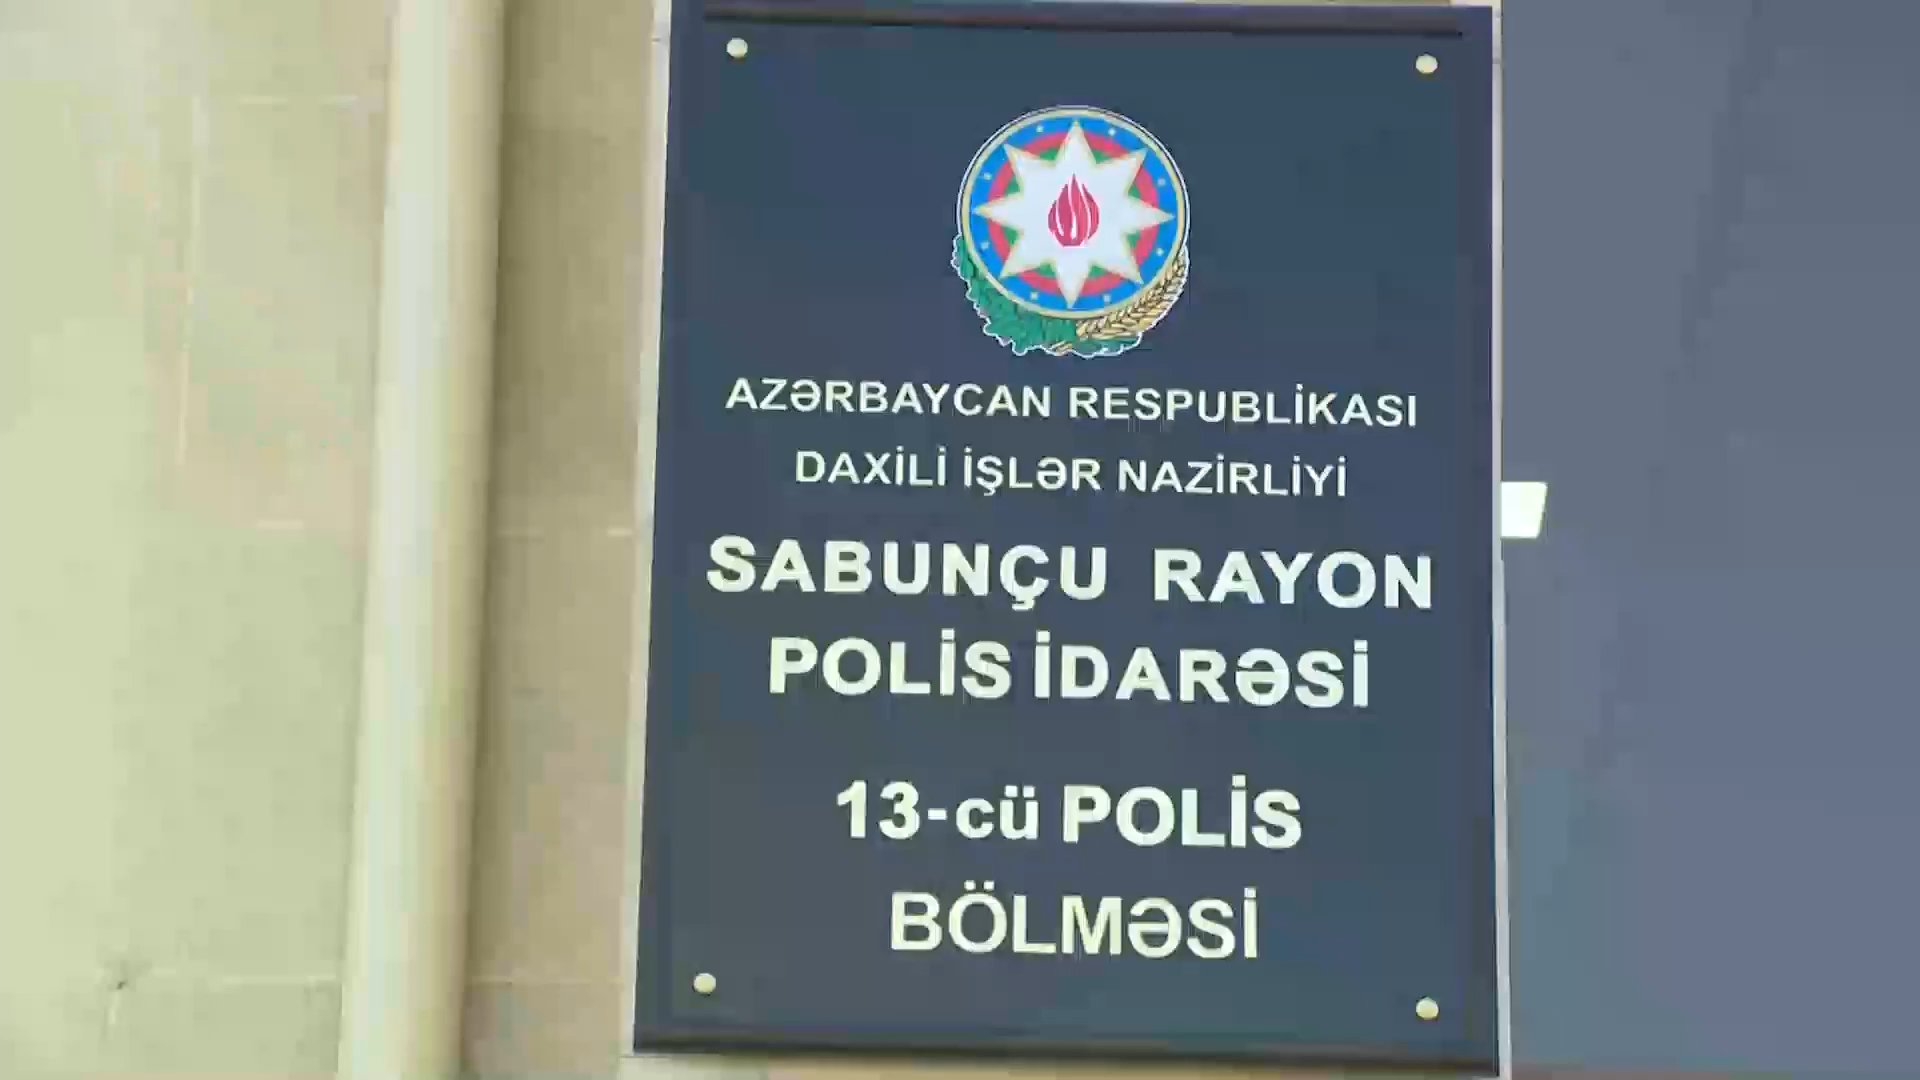 AZƏRBAYCAN RESPUBLİKASI
DAXİLİ İŞLƏR NAZİRLİYİ
SABUNÇU RAYON
POLİS İDARƏSİ
13-cü POLİS
BÖLMƏSİ